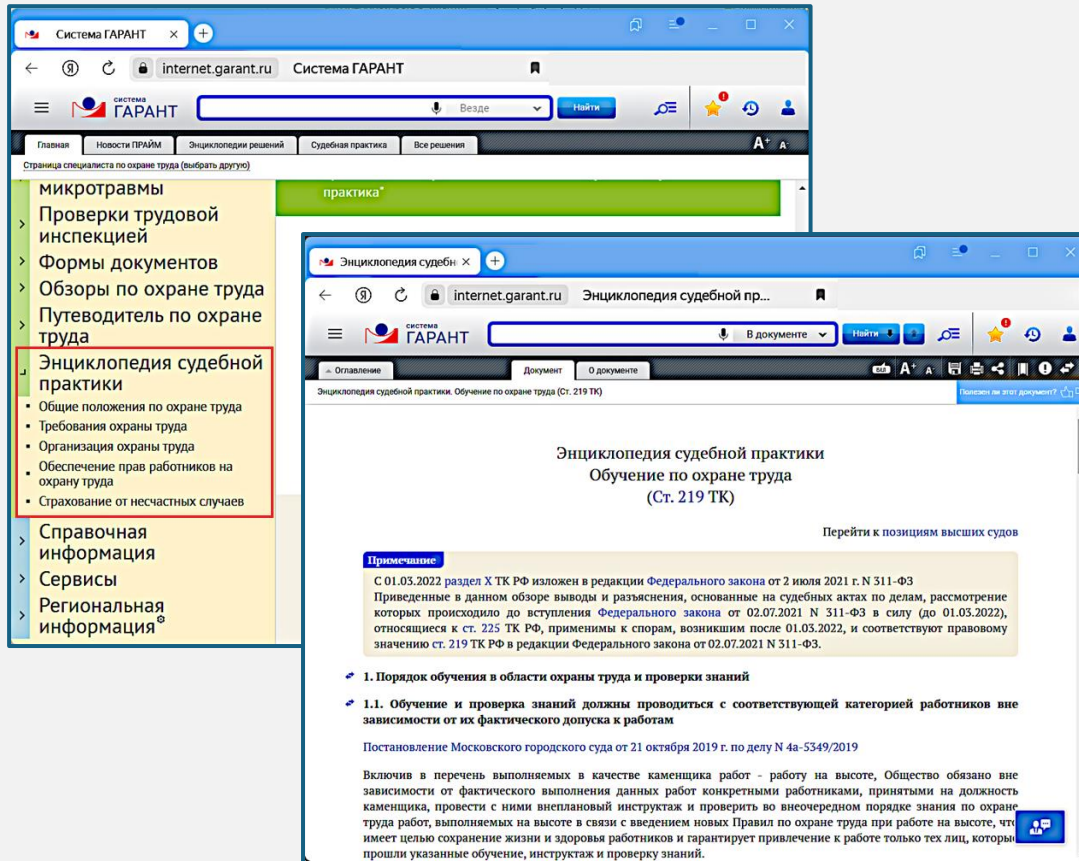 Система ГАРАНТ
internet.garant.ru Система ГАРАНТ
система
ГАРАНТ
Везде
Найти
Главная
Новости ПРАЙМ
Энциклопедии решений
Судебная практика
Все решения
А+ А-
Страница специалиста по охране труда (выбрать другую)
микротравмы
Проверки трудовой
инспекцией
Формы документов
Обзоры по охране труда
Путеводитель по охране
труда
Энциклопедия судебной
практики
Общие положения по охране труда
Требования охраны труда
Организация охраны труда
Обеспечение прав работников на
охрану труда
Страхование от несчастных случаев
Справочная
информация
Сервисы
Региональная
информация
практика"
Энциклопедия судебн
internet.garant.ru Энциклопедия судебной пр...
система
ГАРАНТ
В документе
Найти
Оглавление
Документ
О документе
А+ А-
Энциклопедия судебной практики. Обучение по охране труда (Ст. 219 ТК)
Полезен ли этот документ?
Энциклопедия судебной практики
Обучение по охране труда
(Ст. 219 ТК)
Перейти к позициям высших судов
Примечание
С 01.03.2022 раздел X ТК РФ изложен в редакции Федерального закона от 2 июля 2021 г. N 311-ФЗ
Приведенные в данном обзоре выводы и разъяснения, основанные на судебных актах по делам, рассмотрение
которых происходило до вступления Федерального закона от 02.07.2021 N 311-ФЗ в силу (до 01.03.2022),
относящиеся к ст. 225 ТК РФ, применимы к спорам, возникшим после 01.03.2022, и соответствуют правовому
значению ст. 219 ТК РФ в редакции Федерального закона от 02.07.2021 N 311-ФЗ.
1. Порядок обучения в области охраны труда и проверки знаний
1.1. Обучение и проверка знаний должны проводиться с соответствующей категорией работников вне
зависимости от их фактического допуска к работам
Постановление Московского городского суда от 21 октября 2019 г. по делу N 4а-5349/2019
Включив в перечень выполняемых в качестве каменщика работ - работу на высоте, Общество обязано вне
зависимости от фактического выполнения данных работ конкретными работниками, принятыми на должность
каменщика, провести с ними внеплановый инструктаж и проверить во внеочередном порядке знания по охране
труда работ, выполняемых на высоте в связи с введением новых Правил по охране труда при работе на высоте, что
имеет целью сохранение жизни и здоровья работников и гарантирует привлечение к работе только тех лиц, которы
прошли указанные обучение, инструктаж и проверку знаний.